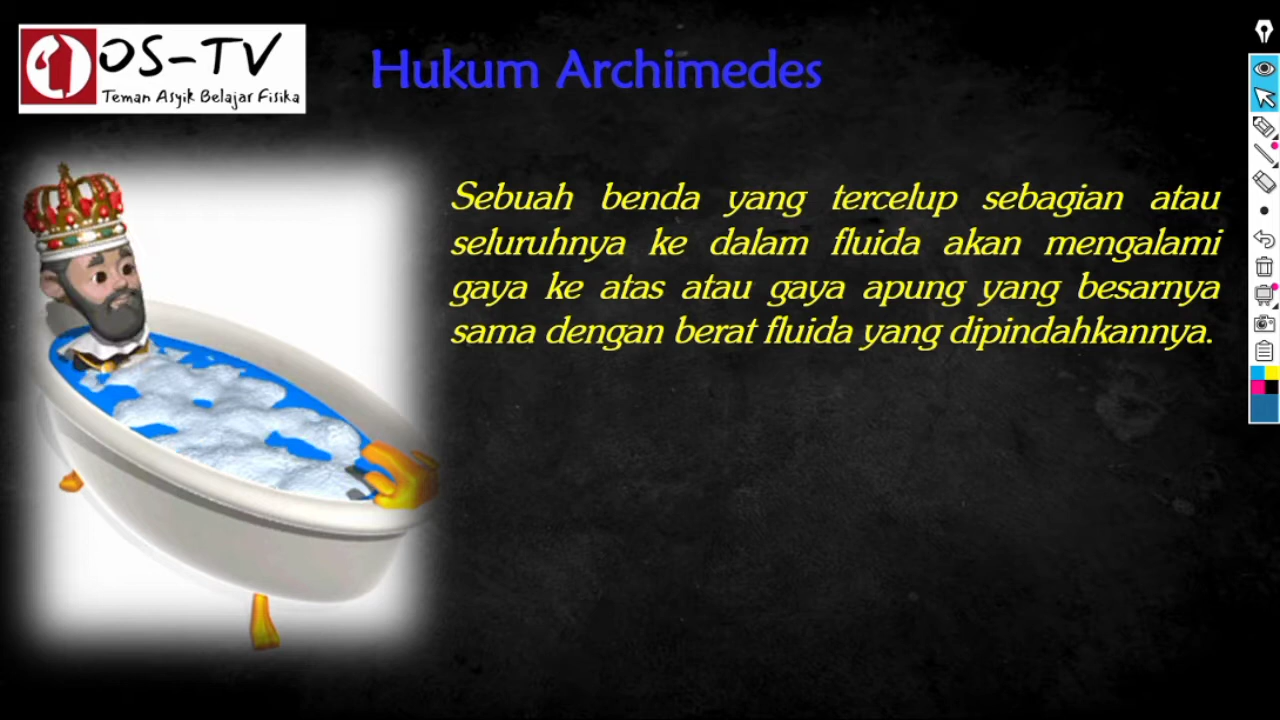 OS-TV
Teman Asyik Belajar Fisika
Hukum Archimedes
Sebuah benda yang tercelup sebagian atau
seluruhnya ke dalam fluida akan mengalami
gaya ke atas atau gaya apung yang besarnya
sama dengan berat fluida yang dipindahkannya.